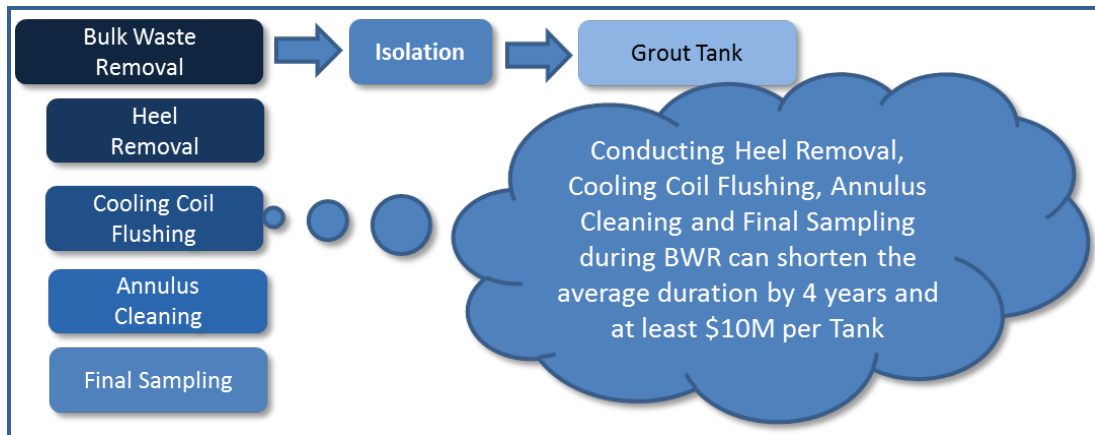 Bulk Waste
Removal
Isolation
Grout Tank
Heel
Removal
Cooling Coil
Flushing
Annulus
Cleaning
Final Sampling
Conducting Heel Removal,
Cooling Coil Flushing, Annulus
Cleaning and Final Sampling
during BWR can shorten the
average duration by 4 years and
at least $10M per Tank